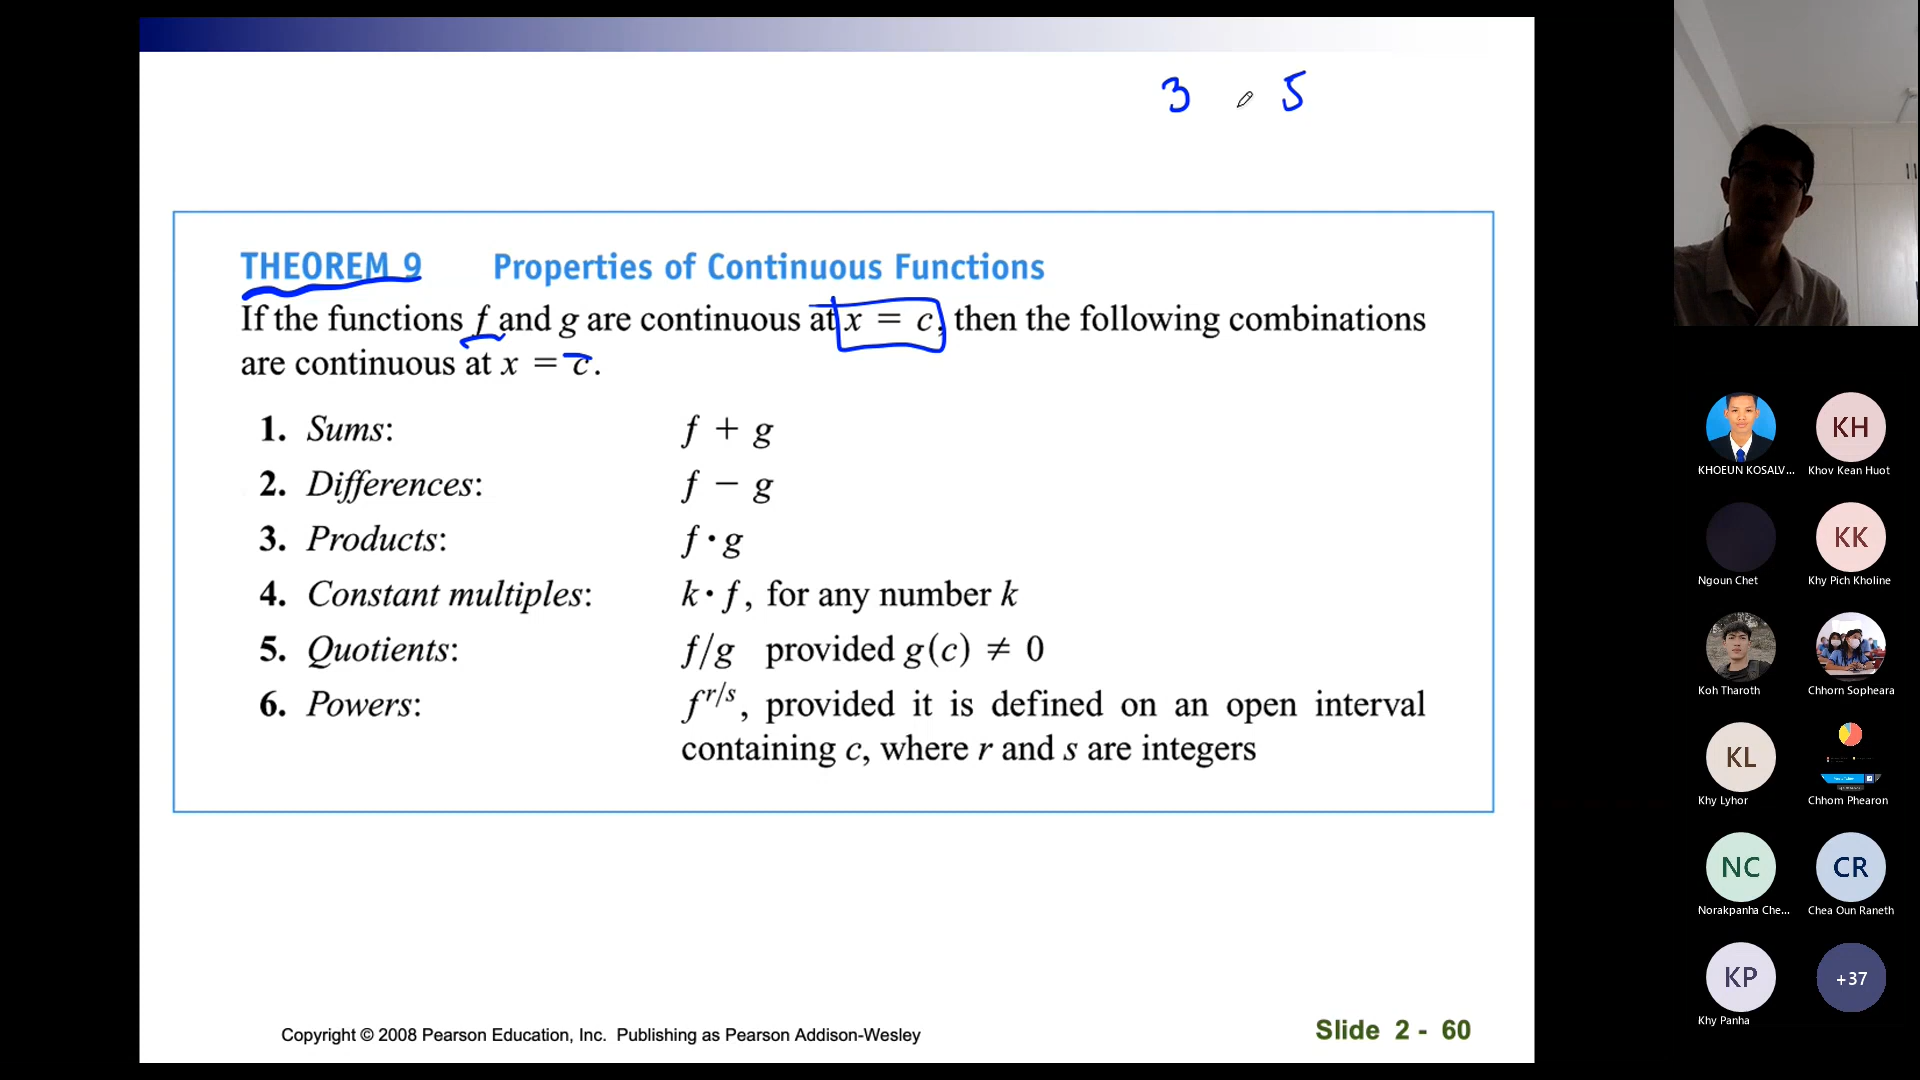 3 5
THEOREM 9 Properties of Continuous Functions
If the functions f and g are continuous at x = c, then the following combinations
are continuous at x = c.
1. Sums: f + g
2. Differences: f − g
3. Products: f · g
4. Constant multiples: k · f, for any number k
5. Quotients: f/g provided g(c) ≠ 0
6. Powers: f^{r/s}, provided it is defined on an open interval
containing c, where r and s are integers
Copyright © 2008 Pearson Education, Inc. Publishing as Pearson Addison-Wesley
Slide 2 - 60
KH
KHOEUN KOSALV... Khov Kean Huot
KK
Ngoun Chet Khy Pich Kholine
Koh Tharoth Chhorn Sopheara
KL
Khy Lyhor Chhom Phearon
NC CR
Norakpanha Che... Chea Oun Raneth
KP +37
Khy Panha